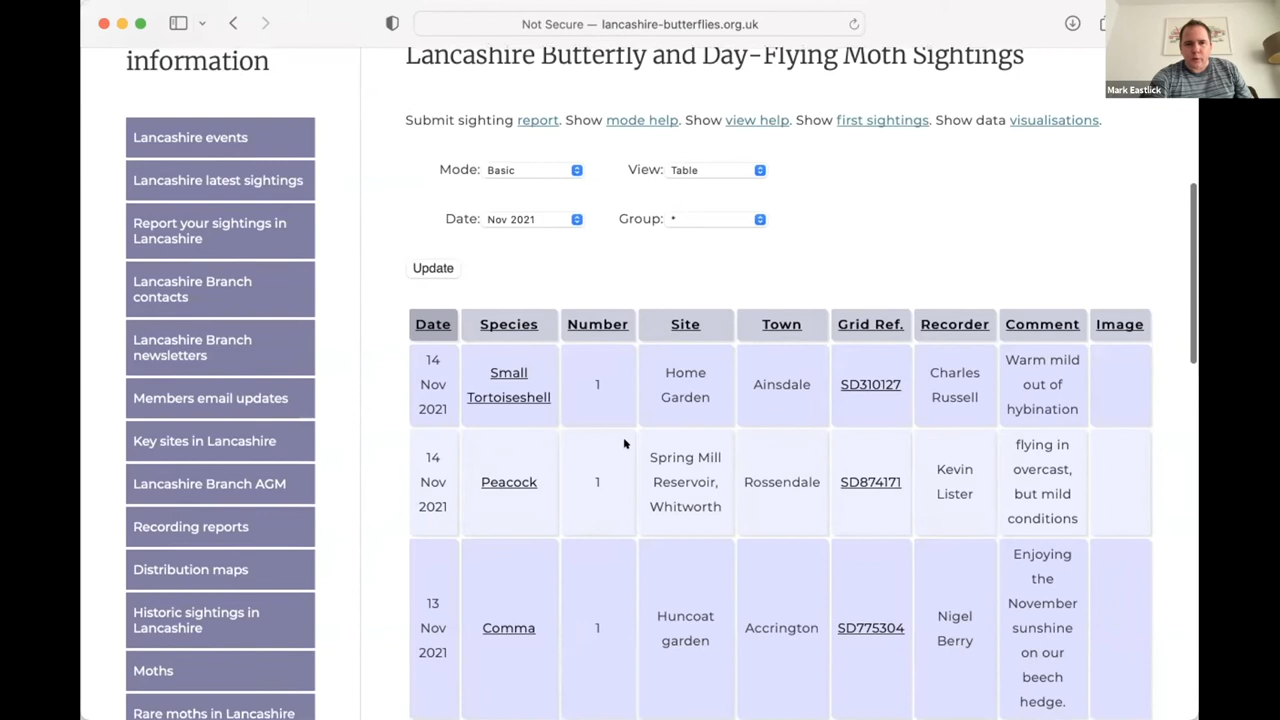 Not Secure — lancashire-butterflies.org.uk
Mark Eastlick
information
Lancashire events
Lancashire latest sightings
Report your sightings in
Lancashire
Lancashire Branch
contacts
Lancashire Branch
newsletters
Members email updates
Key sites in Lancashire
Lancashire Branch AGM
Recording reports
Distribution maps
Historic sightings in
Lancashire
Moths
Rare moths in Lancashire
Lancashire Butterfly and Day-Flying Moth Sightings
Submit sighting report. Show mode help. Show view help. Show first sightings. Show data visualisations.
Mode: Basic View: Table
Date: Nov 2021 Group: *
Update
Date Species Number Site Town Grid Ref. Recorder Comment Image
14
Nov
2021
Small
Tortoiseshell
1
Home
Garden
Ainsdale
SD310127
Charles
Russell
Warm mild
out of
hybination
14
Nov
2021
Peacock
1
Spring Mill
Reservoir,
Whitworth
Rossendale
SD874171
Kevin
Lister
flying in
overcast,
but mild
conditions
13
Nov
2021
Comma
1
Huncoat
garden
Accrington
SD775304
Nigel
Berry
Enjoying
the
November
sunshine
on our
beech
hedge.